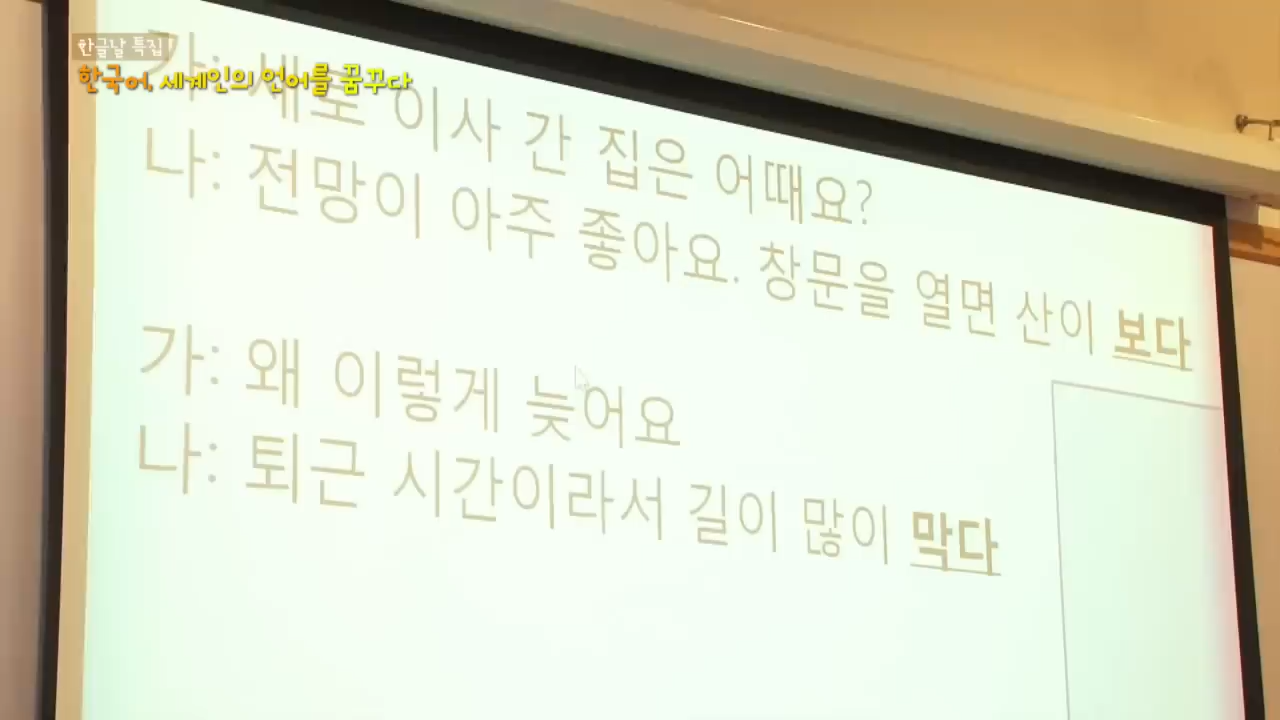 한글날 특집!
한국어, 세계인의 언어를 꿈꾸다
가: 새로 이사 간 집은 어때요?
나: 전망이 아주 좋아요. 창문을 열면 산이 보다
가: 왜 이렇게 늦어요
나: 퇴근 시간이라서 길이 많이 막다